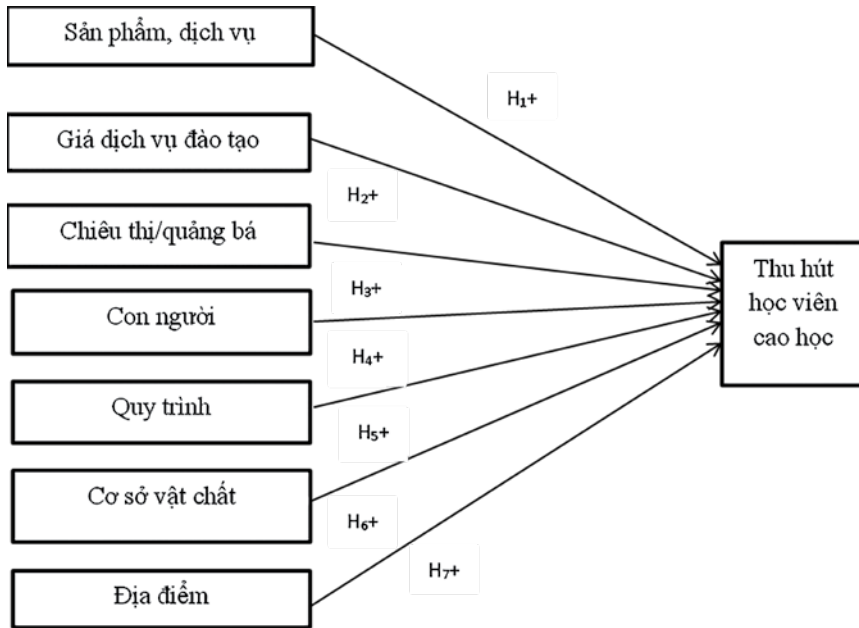 Sản phẩm, dịch vụ
H₁+
Giá dịch vụ đào tạo
H₂+
Chiêu thị/quảng bá
Thu hút
học viên
cao học
H₃+
Con người
H₄+
Quy trình
H₅+
Cơ sở vật chất
H₆+
H₇+
Địa điểm